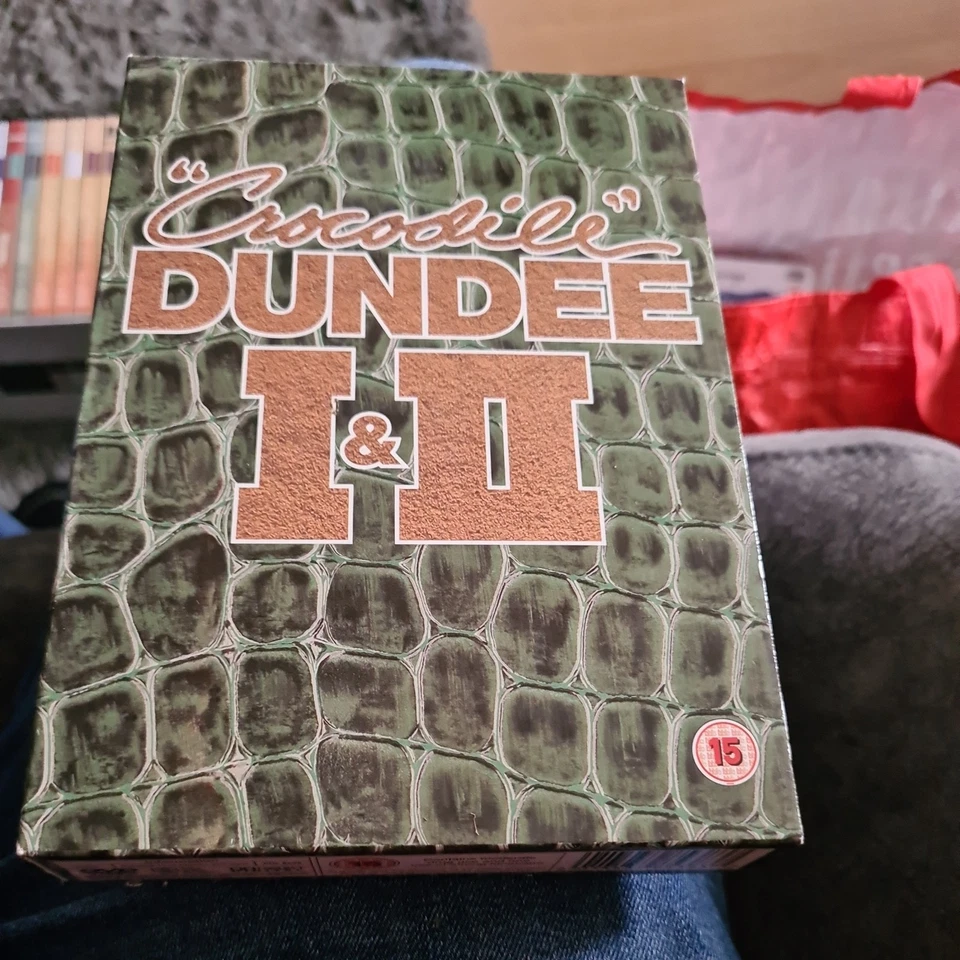 “Crocodile”
DUNDEE
I & II
15